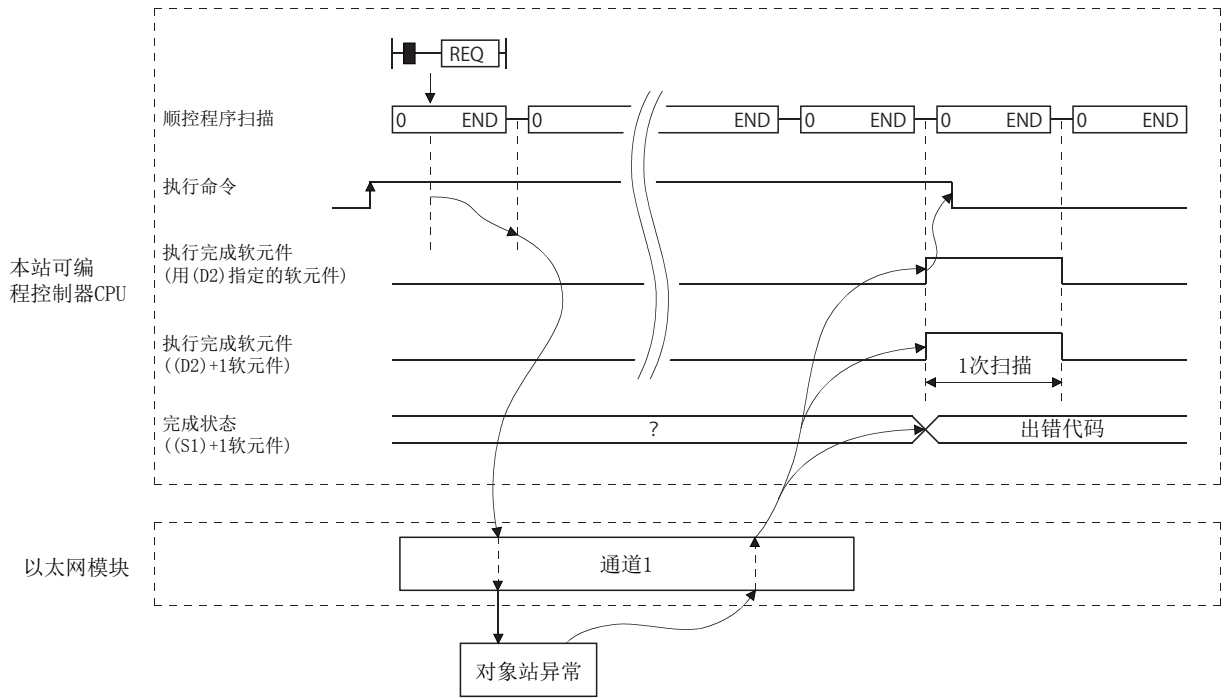 REQ
顺控程序扫描
0 END 0 END 0 END 0 END 0 END
执行命令
执行完成软元件
(用(D2)指定的软元件)
本站可编
程控制器CPU
执行完成软元件
((D2)+1软元件)
1次扫描
完成状态
((S1)+1软元件)
?
出错代码
以太网模块
通道1
对象站异常